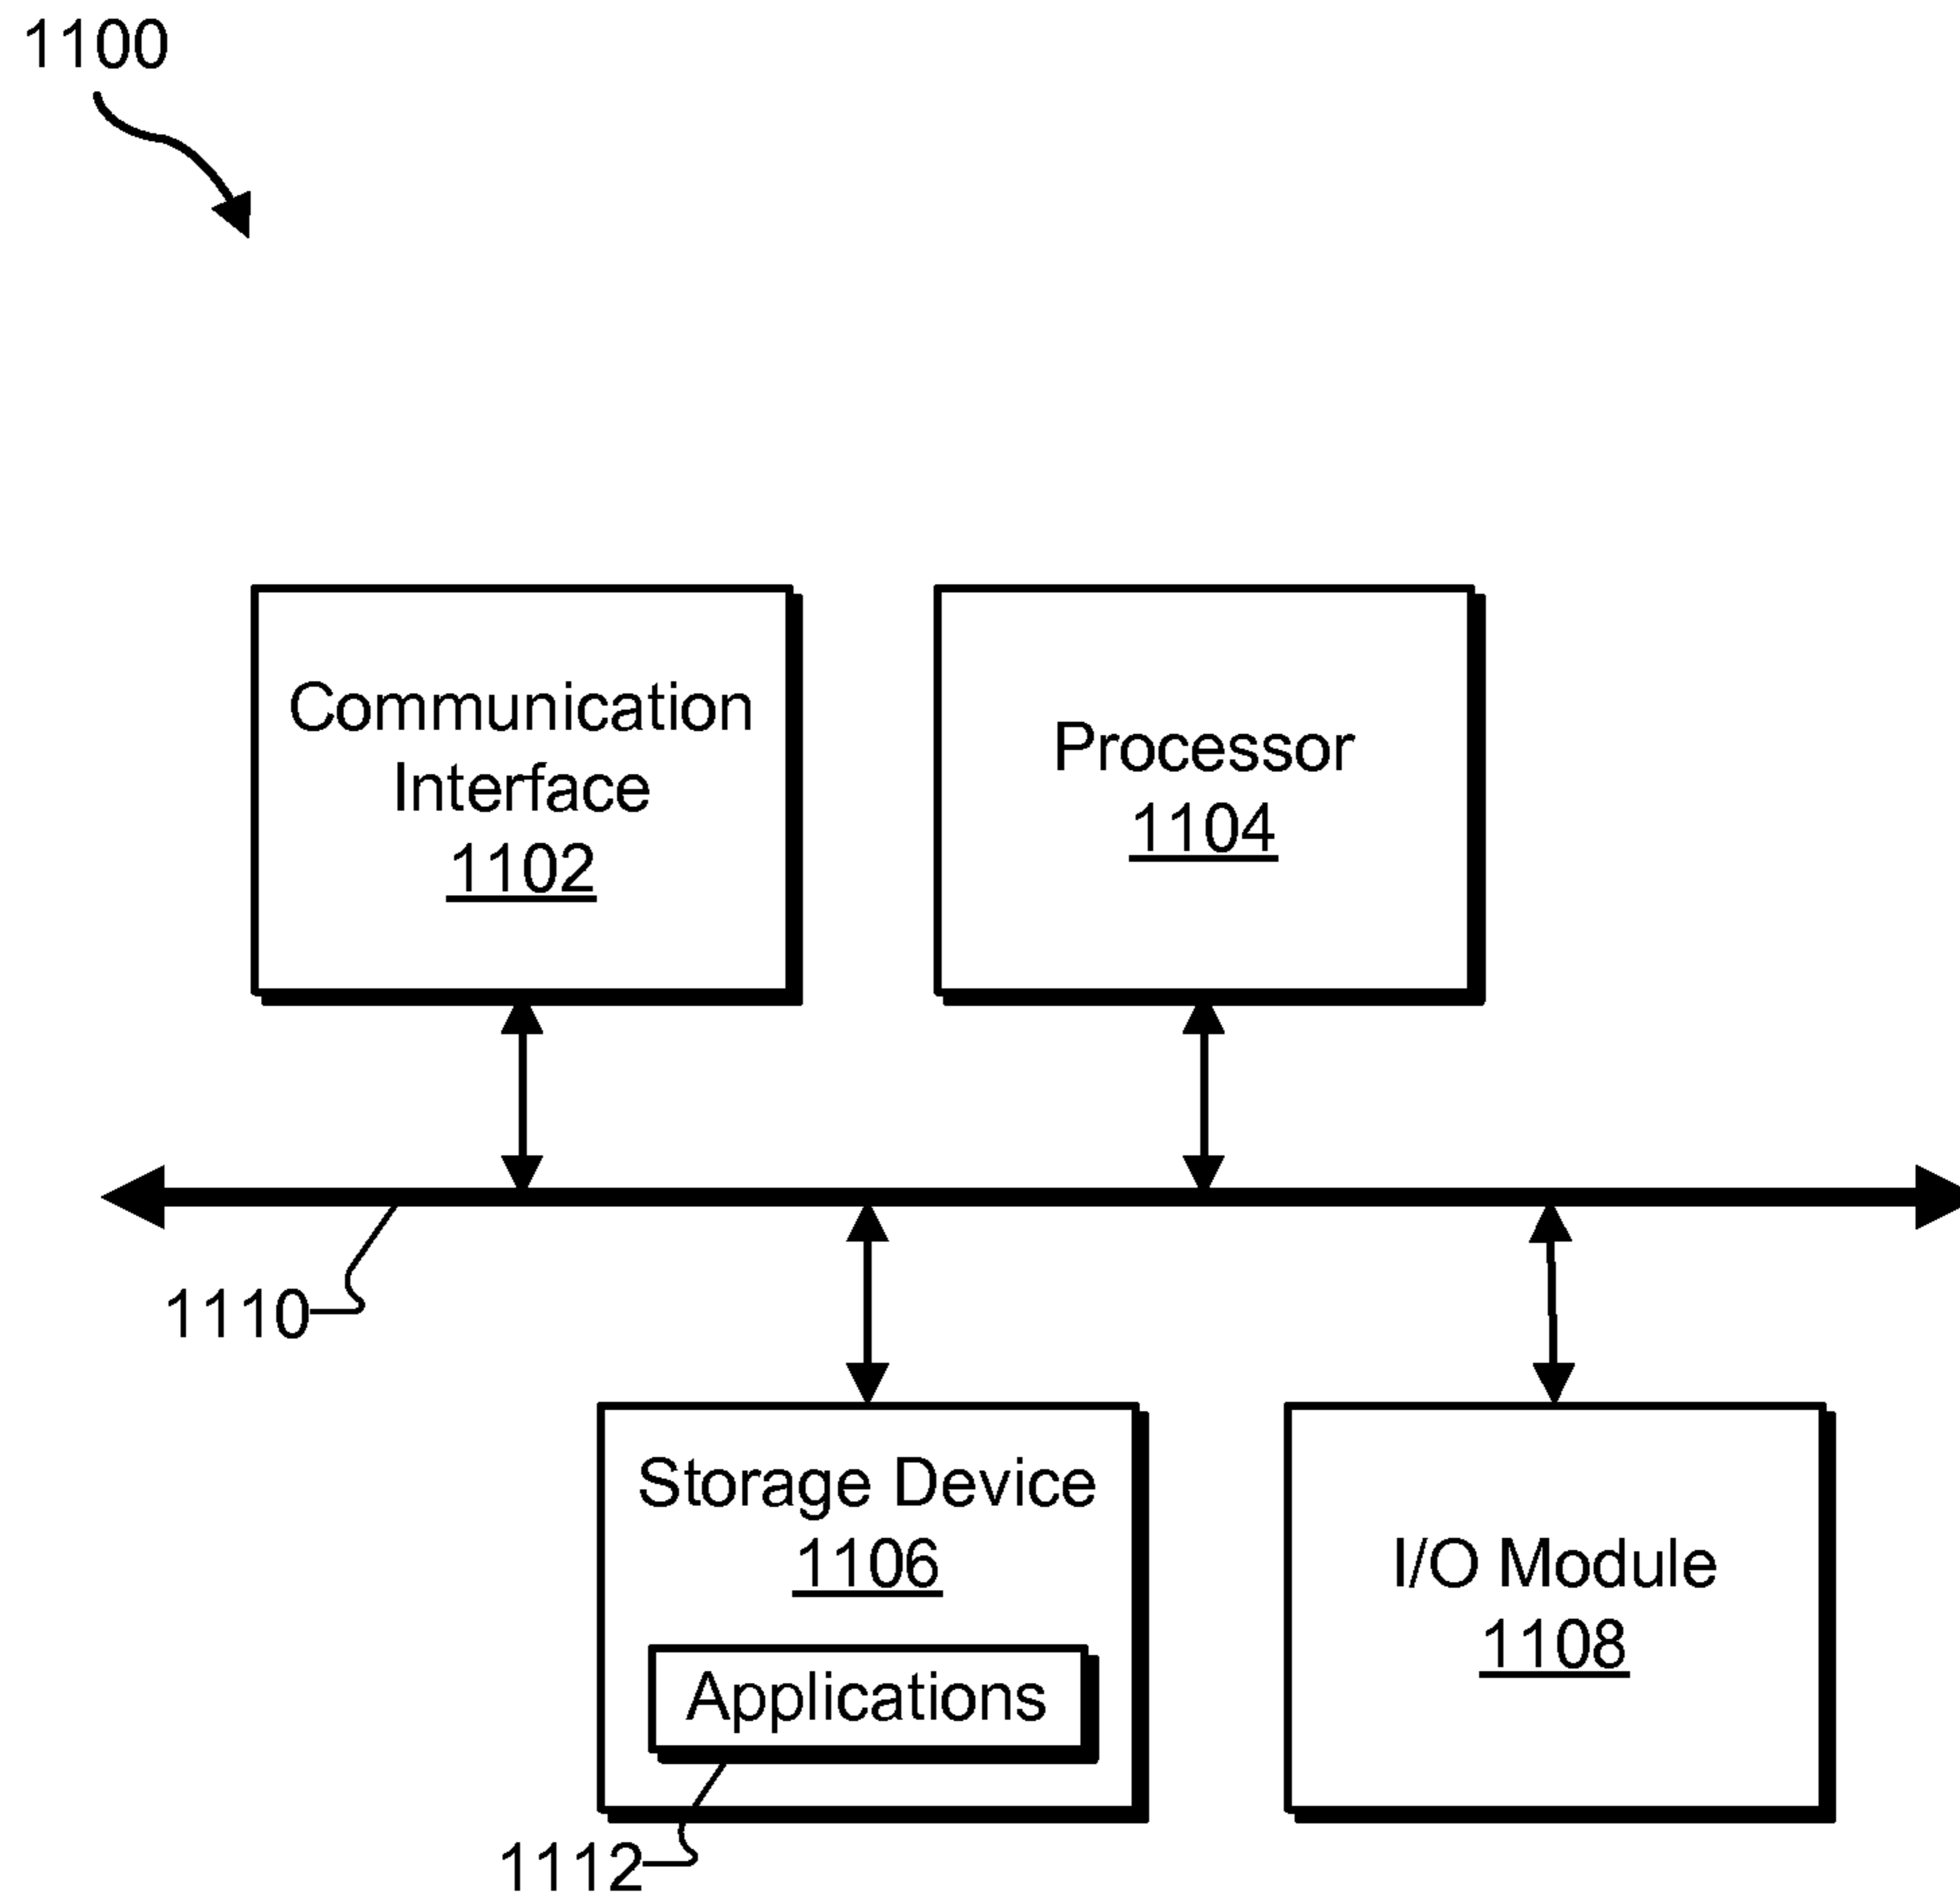 1100
Communication
Interface
1102
Processor
1104
1110
Storage Device
1106
Applications
1112
I/O Module
1108